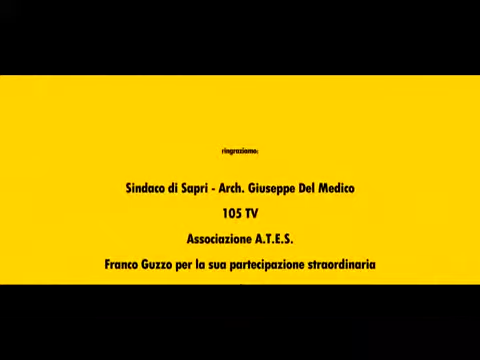 ringraziamo:
Sindaco di Sapri - Arch. Giuseppe Del Medico
105 TV
Associazione A.T.E.S.
Franco Guzzo per la sua partecipazione straordinaria